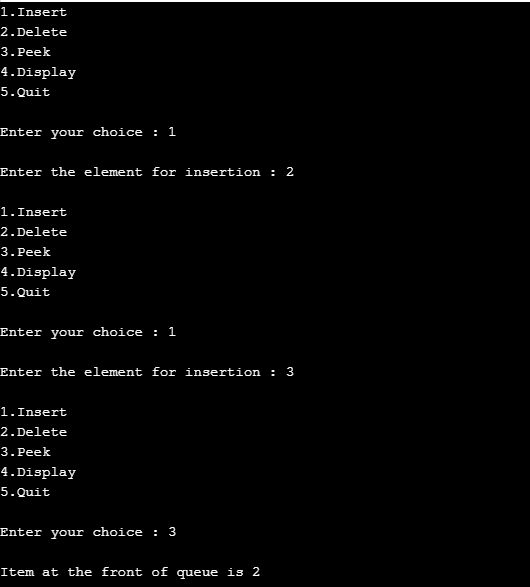 1.Insert
2.Delete
3.Peek
4.Display
5.Quit
Enter your choice : 1
Enter the element for insertion : 2
1.Insert
2.Delete
3.Peek
4.Display
5.Quit
Enter your choice : 1
Enter the element for insertion : 3
1.Insert
2.Delete
3.Peek
4.Display
5.Quit
Enter your choice : 3
Item at the front of queue is 2